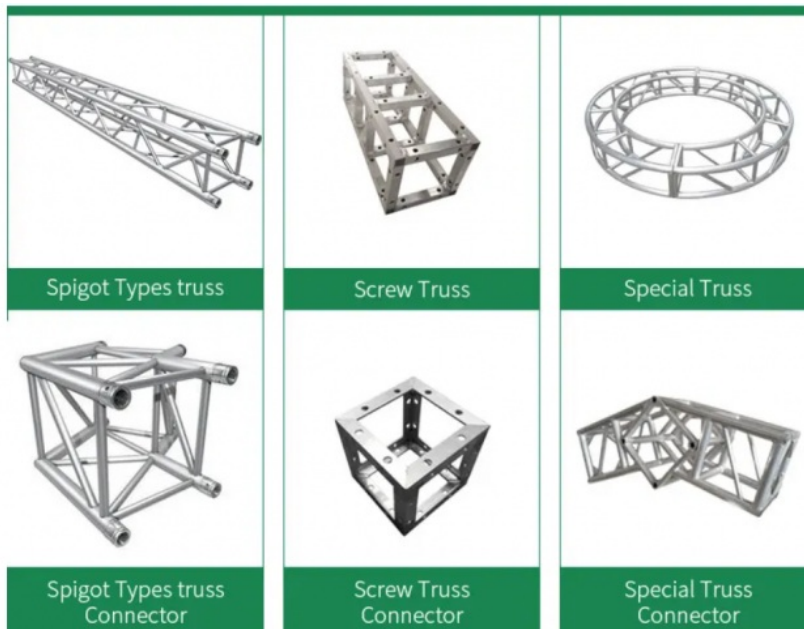 Spigot Types truss
Screw Truss
Special Truss
Spigot Types truss
Connector
Screw Truss
Connector
Special Truss
Connector